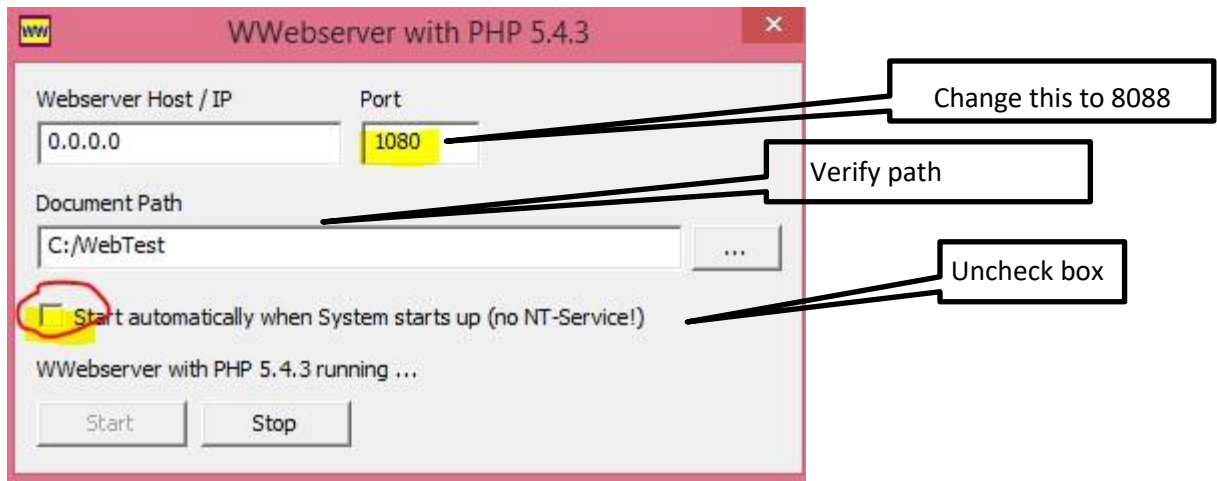 WW WWebserver with PHP 5.4.3 ×
Webserver Host / IP Port
Change this to 8088
0.0.0.0 1080
Verify path
Document Path
C:/WebTest ...
Uncheck box
Start automatically when System starts up (no NT-Service!)
WWebserver with PHP 5.4.3 running ...
Start Stop